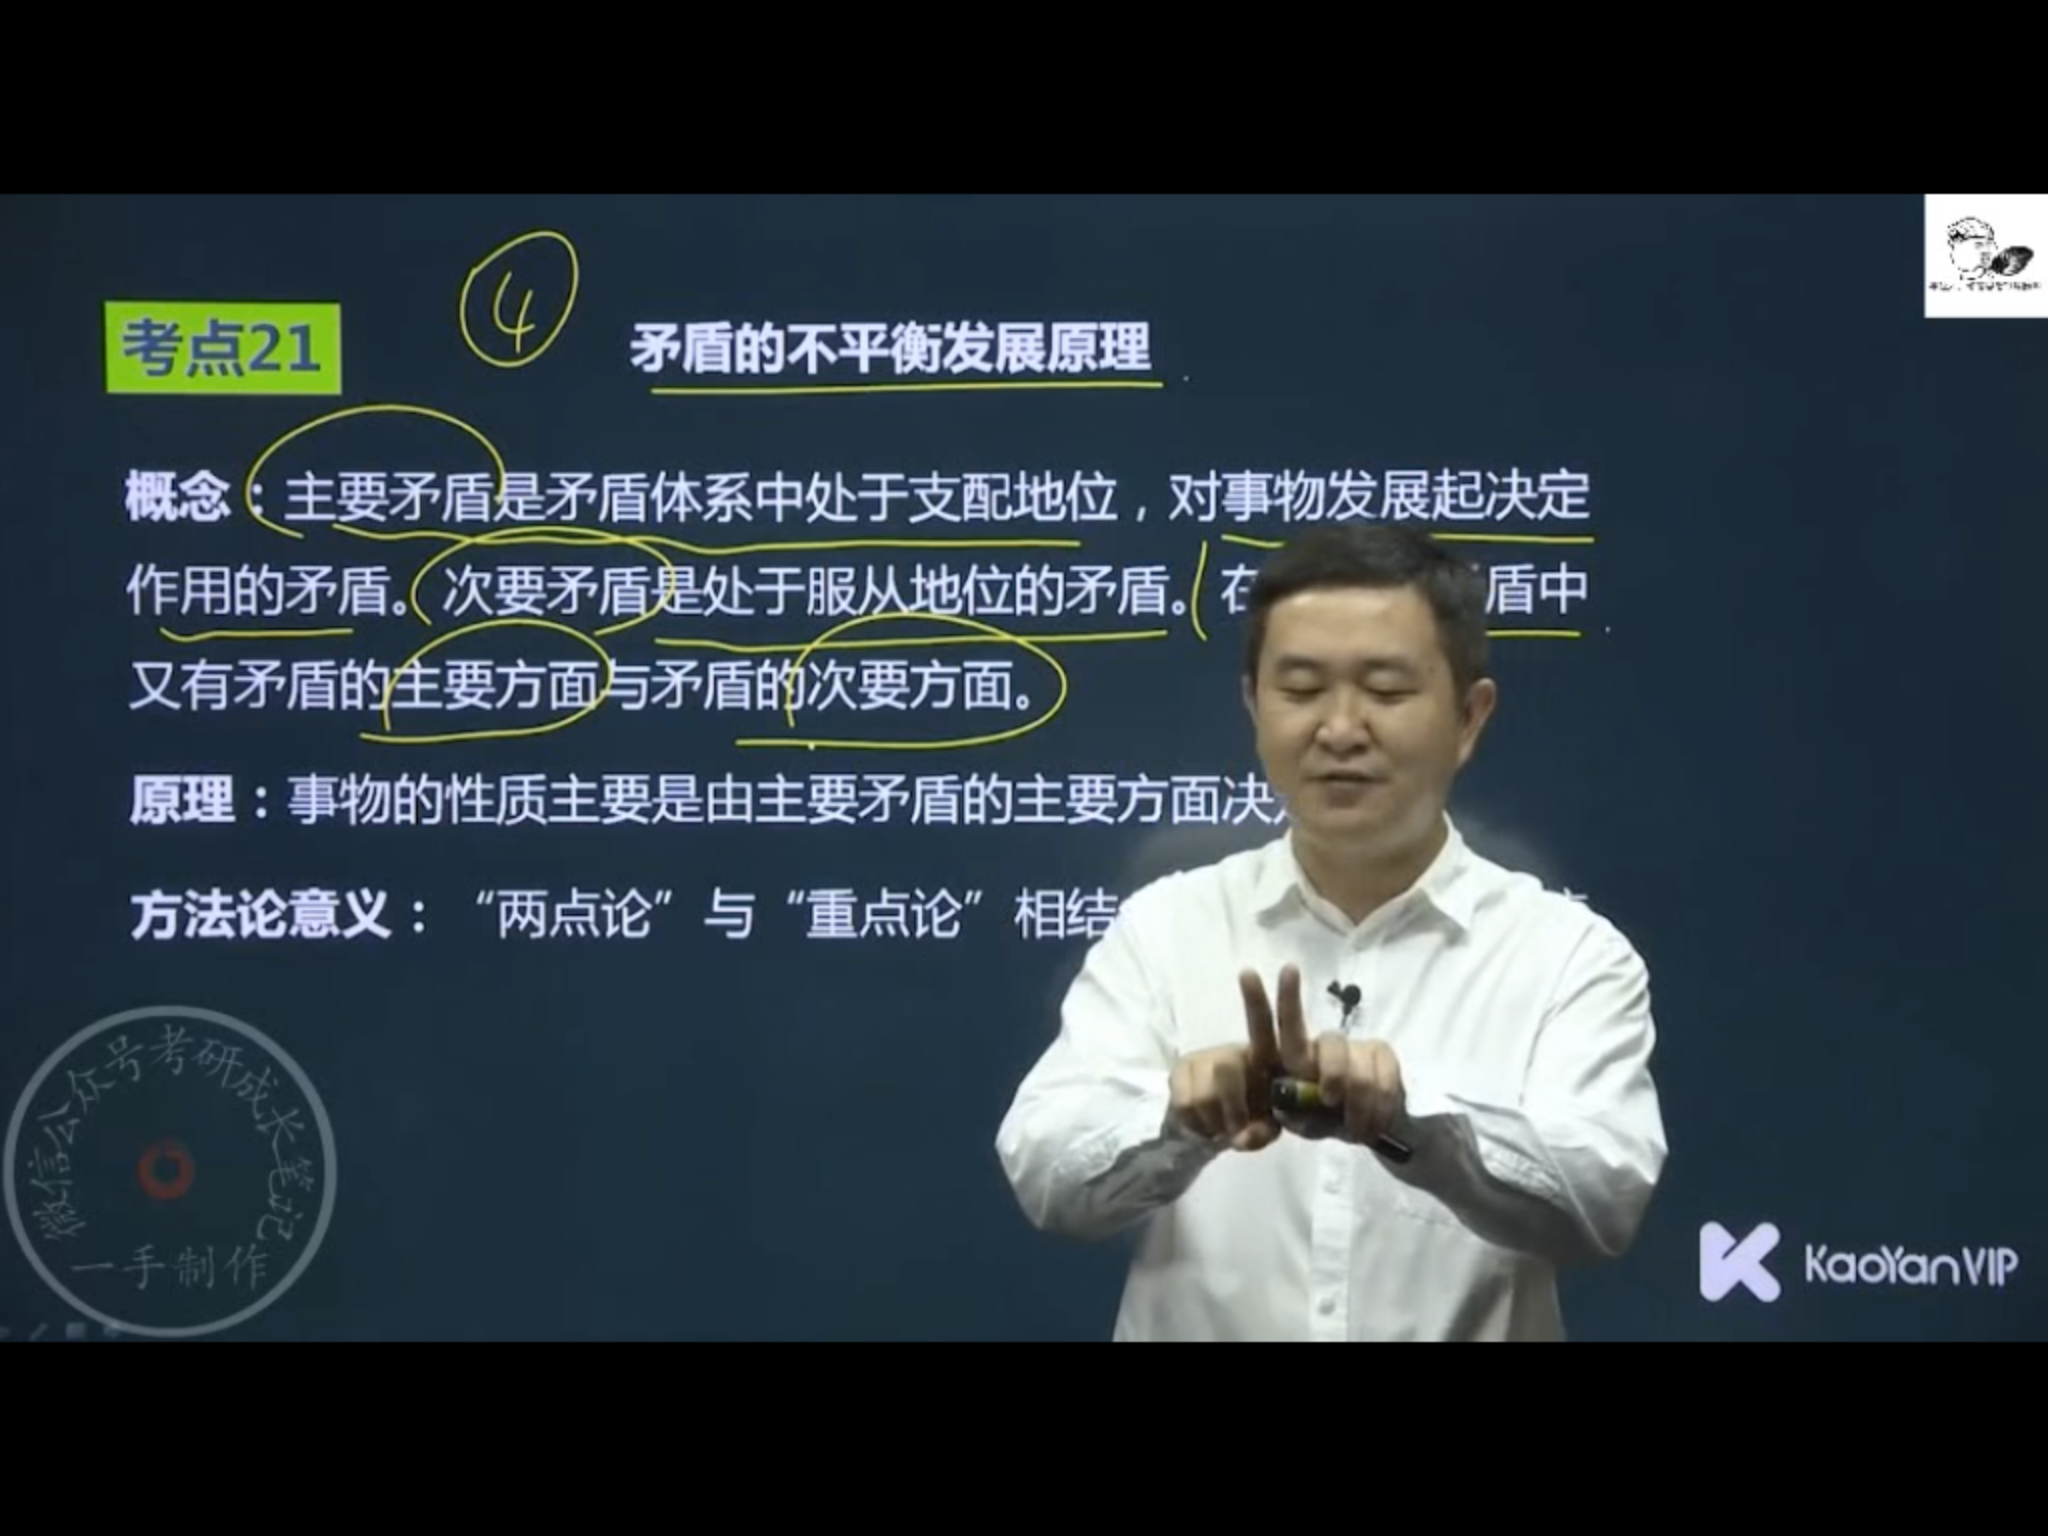 ④
考点21
矛盾的不平衡发展原理
概念：主要矛盾是矛盾体系中处于支配地位，对事物发展起决定
作用的矛盾。次要矛盾是处于服从地位的矛盾。在 盾中
又有矛盾的主要方面与矛盾的次要方面。
原理：事物的性质主要是由主要矛盾的主要方面决
方法论意义：“两点论”与“重点论”相结
微信公众号考研成长笔记
一手制作
KaoYanVIP